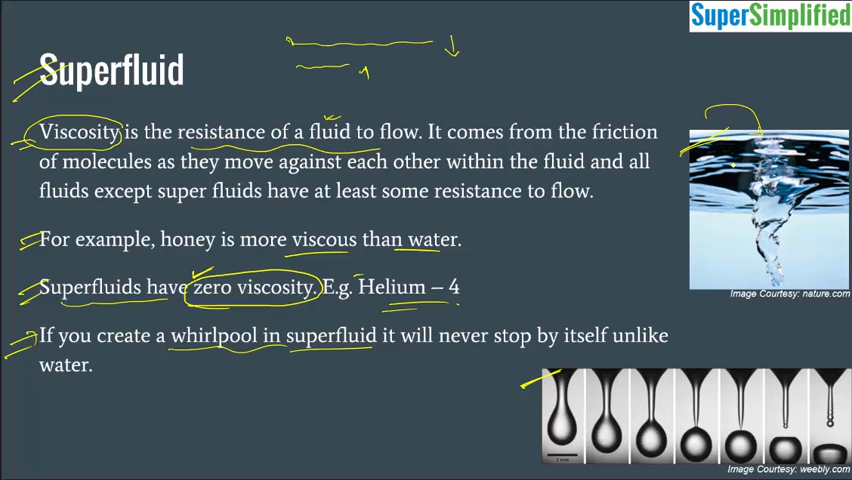 SuperSimplified
Superfluid
Viscosity is the resistance of a fluid to flow. It comes from the friction
of molecules as they move against each other within the fluid and all
fluids except super fluids have at least some resistance to flow.
For example, honey is more viscous than water.
Superfluids have zero viscosity. E.g. Helium – 4
If you create a whirlpool in superfluid it will never stop by itself unlike
water.
Image Courtesy: nature.com
1 mm
Image Courtesy: weebly.com